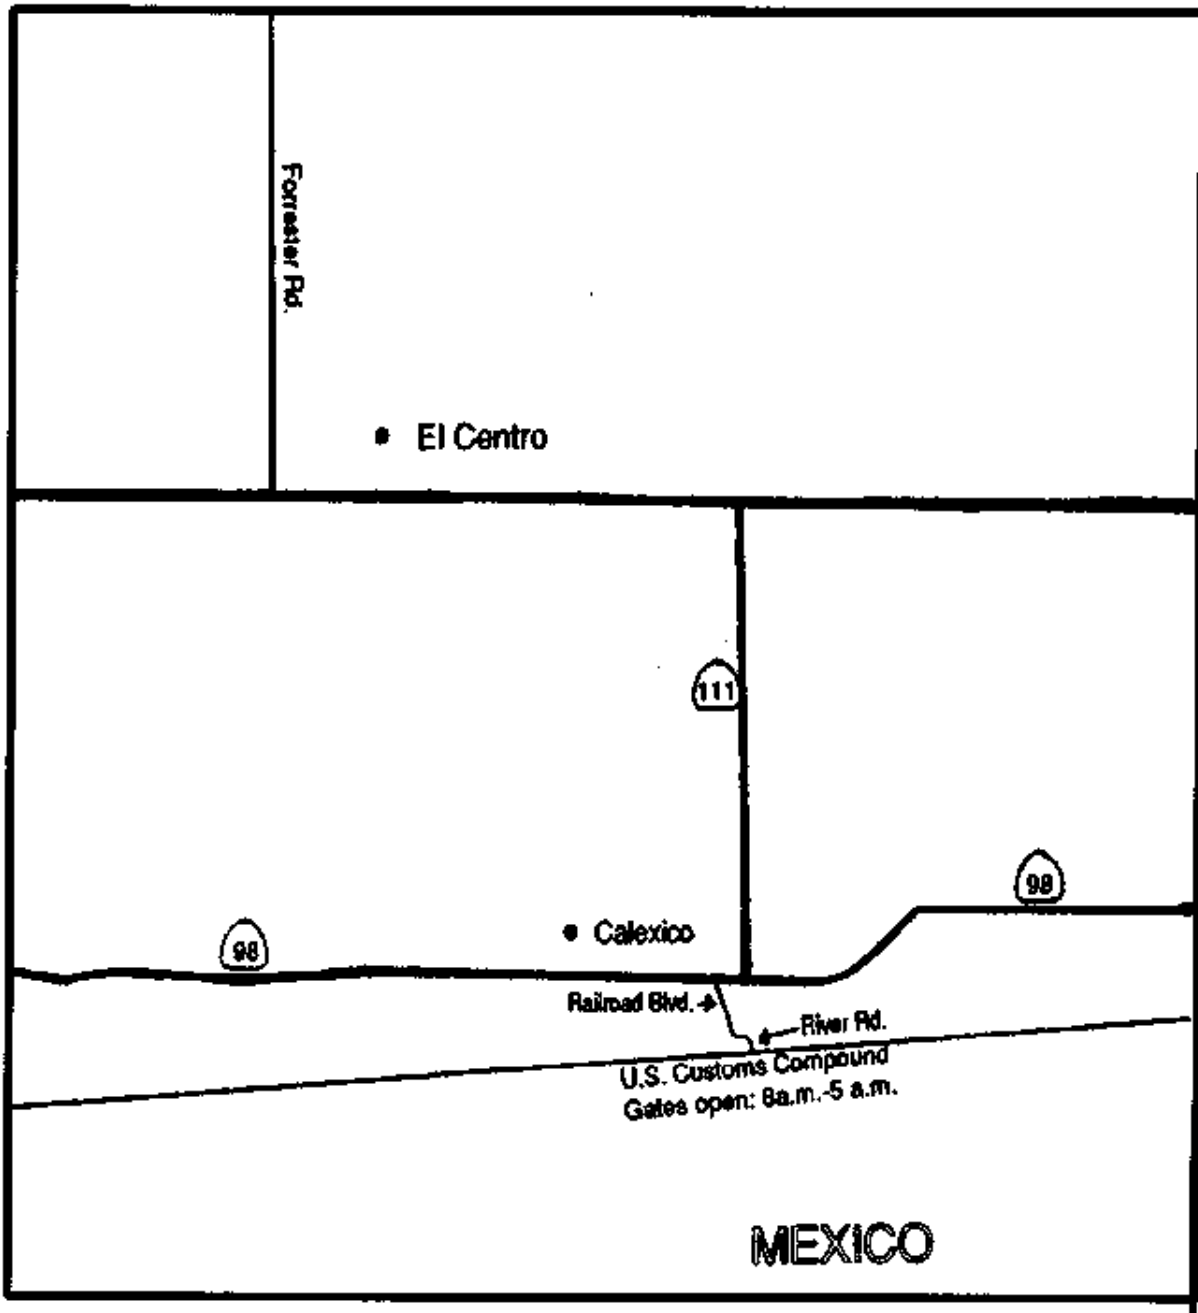 Forrester Rd.
El Centro
111
98
Calexico
98
Railroad Blvd.
River Rd.
U.S. Customs Compound
Gates open: 8a.m.-5 a.m.
MEXICO